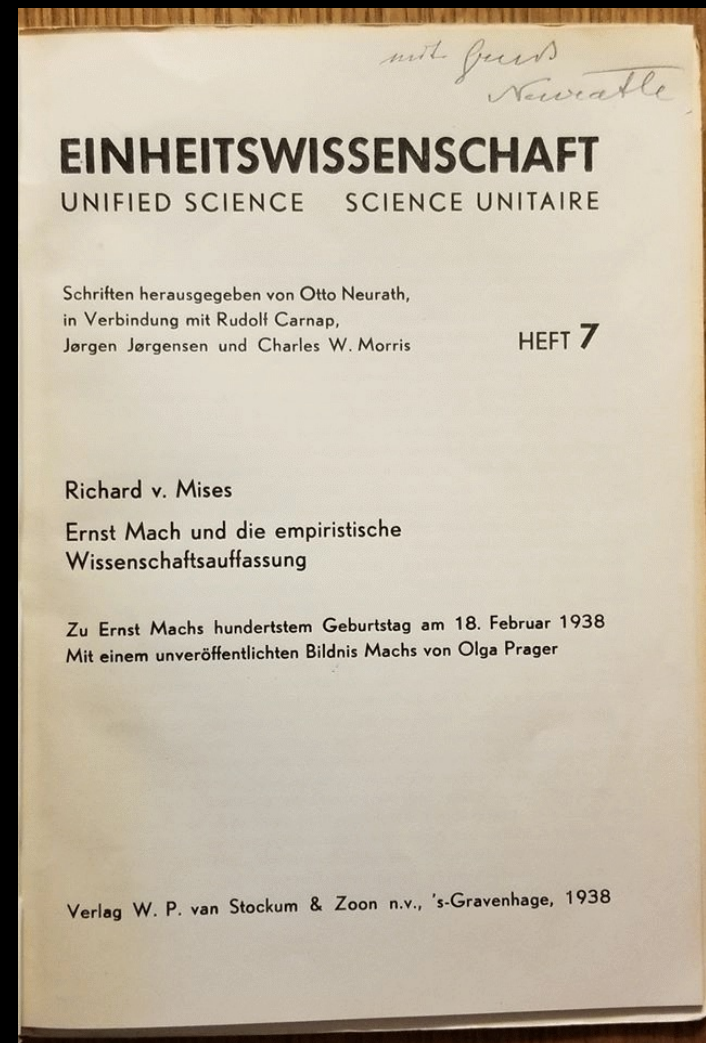 mit Gruß
Neurath
EINHEITSWISSENSCHAFT
UNIFIED SCIENCE SCIENCE UNITAIRE
Schriften herausgegeben von Otto Neurath,
in Verbindung mit Rudolf Carnap,
Jørgen Jørgensen und Charles W. Morris
HEFT 7
Richard v. Mises
Ernst Mach und die empiristische
Wissenschaftsauffassung
Zu Ernst Machs hundertstem Geburtstag am 18. Februar 1938
Mit einem unveröffentlichten Bildnis Machs von Olga Prager
Verlag W. P. van Stockum & Zoon n.v., 's-Gravenhage, 1938